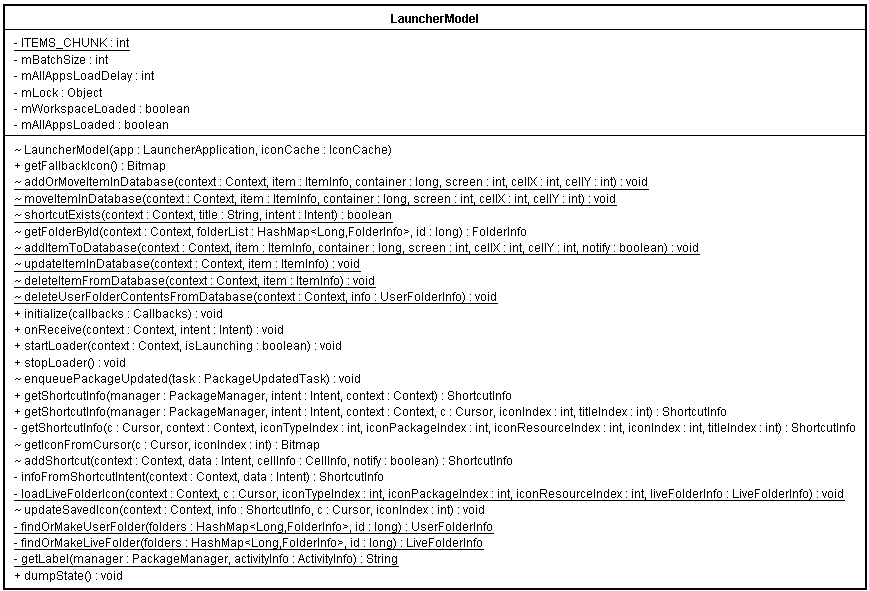 LauncherModel
- ITEMS_CHUNK : int
- mBatchSize : int
- mAllAppsLoadDelay : int
- mLock : Object
- mWorkspaceLoaded : boolean
- mAllAppsLoaded : boolean
~ LauncherModel(app : LauncherApplication, iconCache : IconCache)
+ getFallbackIcon() : Bitmap
~ addOrMoveItemInDatabase(context : Context, item : ItemInfo, container : long, screen : int, cellX : int, cellY : int) : void
~ moveItemInDatabase(context : Context, item : ItemInfo, container : long, screen : int, cellX : int, cellY : int) : void
~ shortcutExists(context : Context, title : String, intent : Intent) : boolean
~ getFolderById(context : Context, folderList : HashMap<Long,FolderInfo>, id : long) : FolderInfo
~ addItemToDatabase(context : Context, item : ItemInfo, container : long, screen : int, cellX : int, cellY : int, notify : boolean) : void
~ updateItemInDatabase(context : Context, item : ItemInfo) : void
~ deleteItemFromDatabase(context : Context, item : ItemInfo) : void
~ deleteUserFolderContentsFromDatabase(context : Context, info : UserFolderInfo) : void
+ initialize(callbacks : Callbacks) : void
+ onReceive(context : Context, intent : Intent) : void
+ startLoader(context : Context, isLaunching : boolean) : void
+ stopLoader() : void
~ enqueuePackageUpdated(task : PackageUpdatedTask) : void
+ getShortcutInfo(manager : PackageManager, intent : Intent, context : Context) : ShortcutInfo
+ getShortcutInfo(manager : PackageManager, intent : Intent, context : Context, c : Cursor, iconIndex : int, titleIndex : int) : ShortcutInfo
- getShortcutInfo(c : Cursor, context : Context, iconTypeIndex : int, iconPackageIndex : int, iconResourceIndex : int, iconIndex : int, titleIndex : int) : ShortcutInfo
~ getIconFromCursor(c : Cursor, iconIndex : int) : Bitmap
~ addShortcut(context : Context, data : Intent, cellInfo : CellInfo, notify : boolean) : ShortcutInfo
- infoFromShortcutIntent(context : Context, data : Intent) : ShortcutInfo
- loadLiveFolderIcon(context : Context, c : Cursor, iconTypeIndex : int, iconPackageIndex : int, iconResourceIndex : int, liveFolderInfo : LiveFolderInfo) : void
~ updateSavedIcon(context : Context, info : ShortcutInfo, c : Cursor, iconIndex : int) : void
- findOrMakeUserFolder(folders : HashMap<Long,FolderInfo>, id : long) : UserFolderInfo
- findOrMakeLiveFolder(folders : HashMap<Long,FolderInfo>, id : long) : LiveFolderInfo
- getLabel(manager : PackageManager, activityInfo : ActivityInfo) : String
+ dumpState() : void